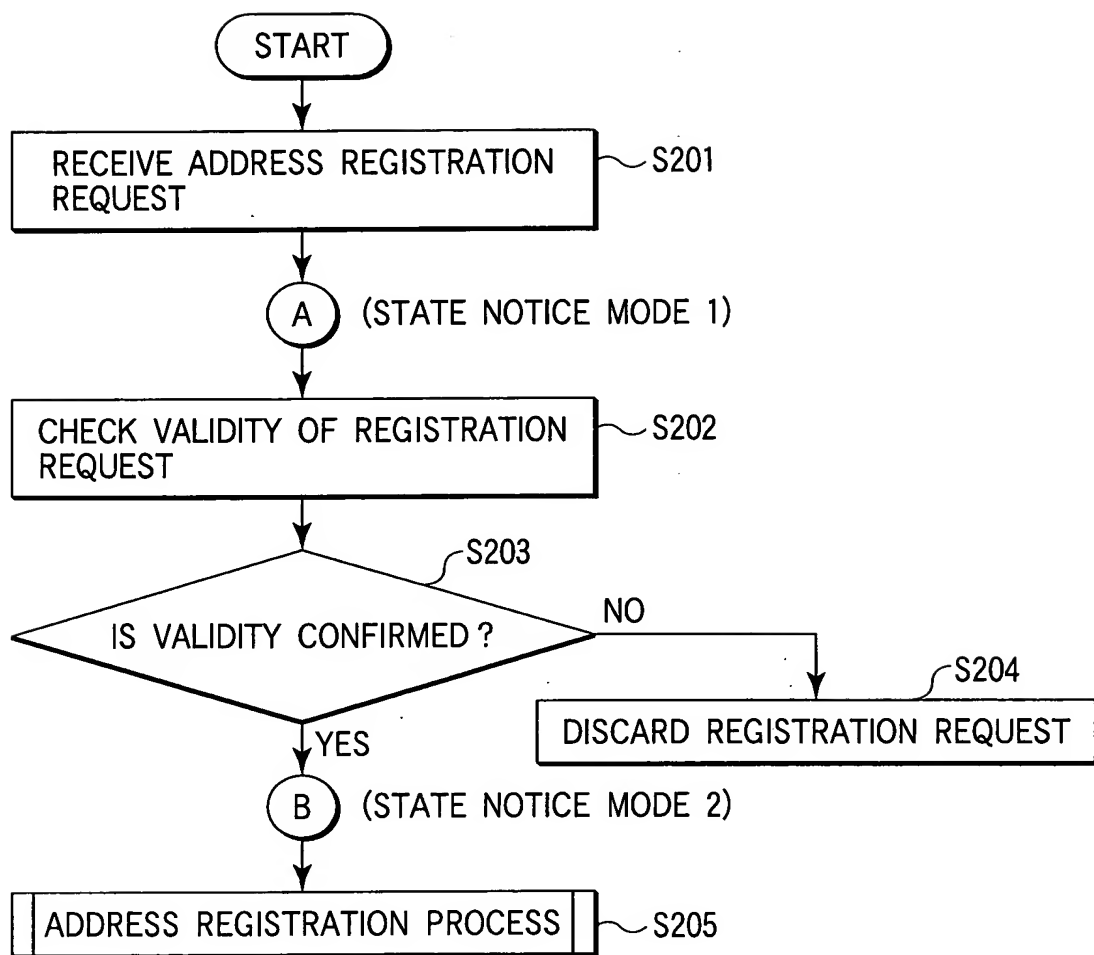 START
RECEIVE ADDRESS REGISTRATION
REQUEST
S201
A
(STATE NOTICE MODE 1)
CHECK VALIDITY OF REGISTRATION
REQUEST
S202
S203
IS VALIDITY CONFIRMED?
NO
S204
DISCARD REGISTRATION REQUEST
YES
B
(STATE NOTICE MODE 2)
ADDRESS REGISTRATION PROCESS
S205